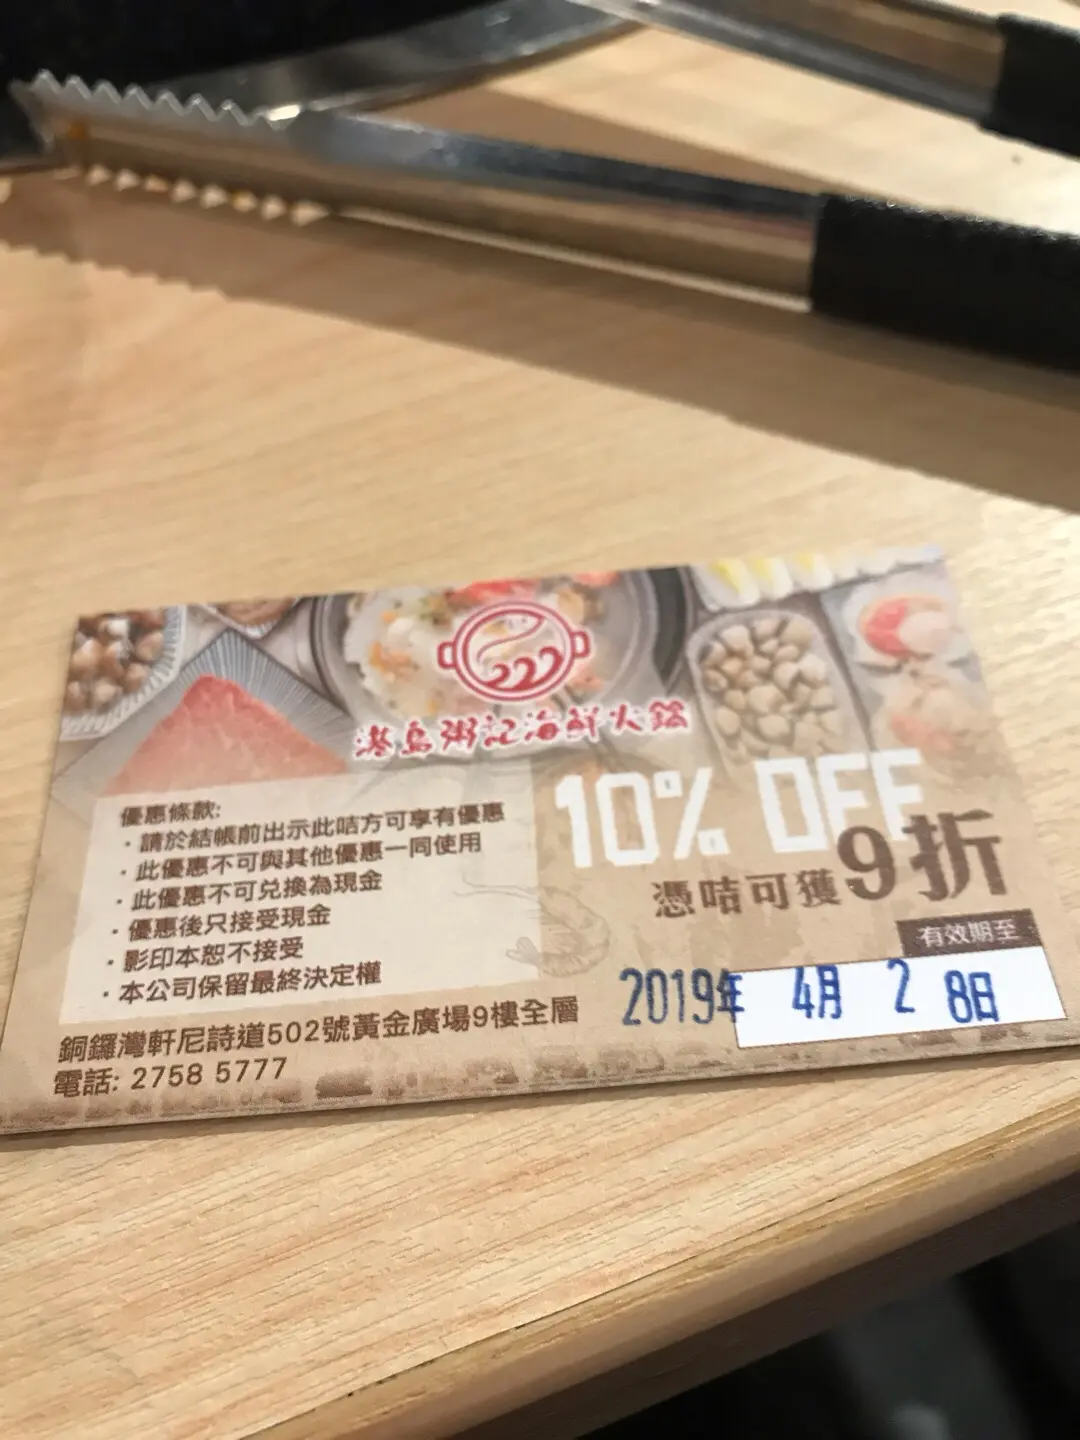 港島粥記海鮮火鍋
10% OFF
憑咭可獲9折
有效期至
2019年 4月 2 8日
優惠條款:
· 請於結帳前出示此咭方可享有優惠
· 此優惠不可與其他優惠一同使用
· 此優惠不可兌換為現金
· 優惠後只接受現金
· 影印本恕不接受
· 本公司保留最終決定權
銅鑼灣軒尼詩道502號黃金廣場9樓全層
電話: 2758 5777